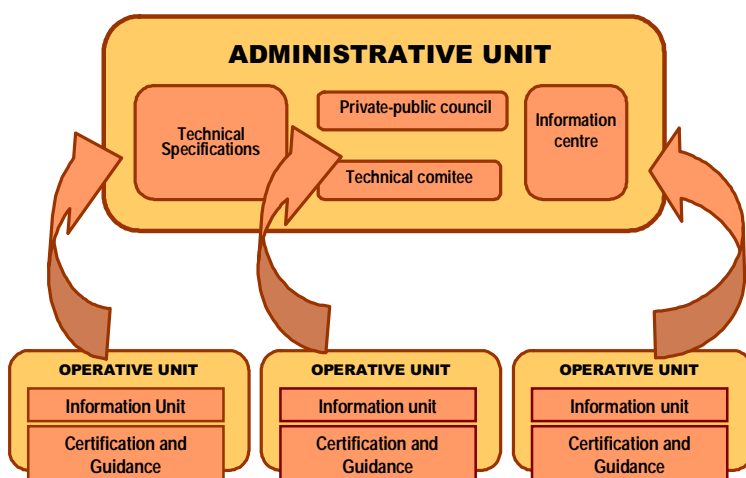 ADMINISTRATIVE UNIT
Technical
Specifications
Private-public council
Technical comitee
Information
centre
OPERATIVE UNIT
Information Unit
Certification and
Guidance
OPERATIVE UNIT
Information unit
Certification and
Guidance
OPERATIVE UNIT
Information unit
Certification and
Guidance